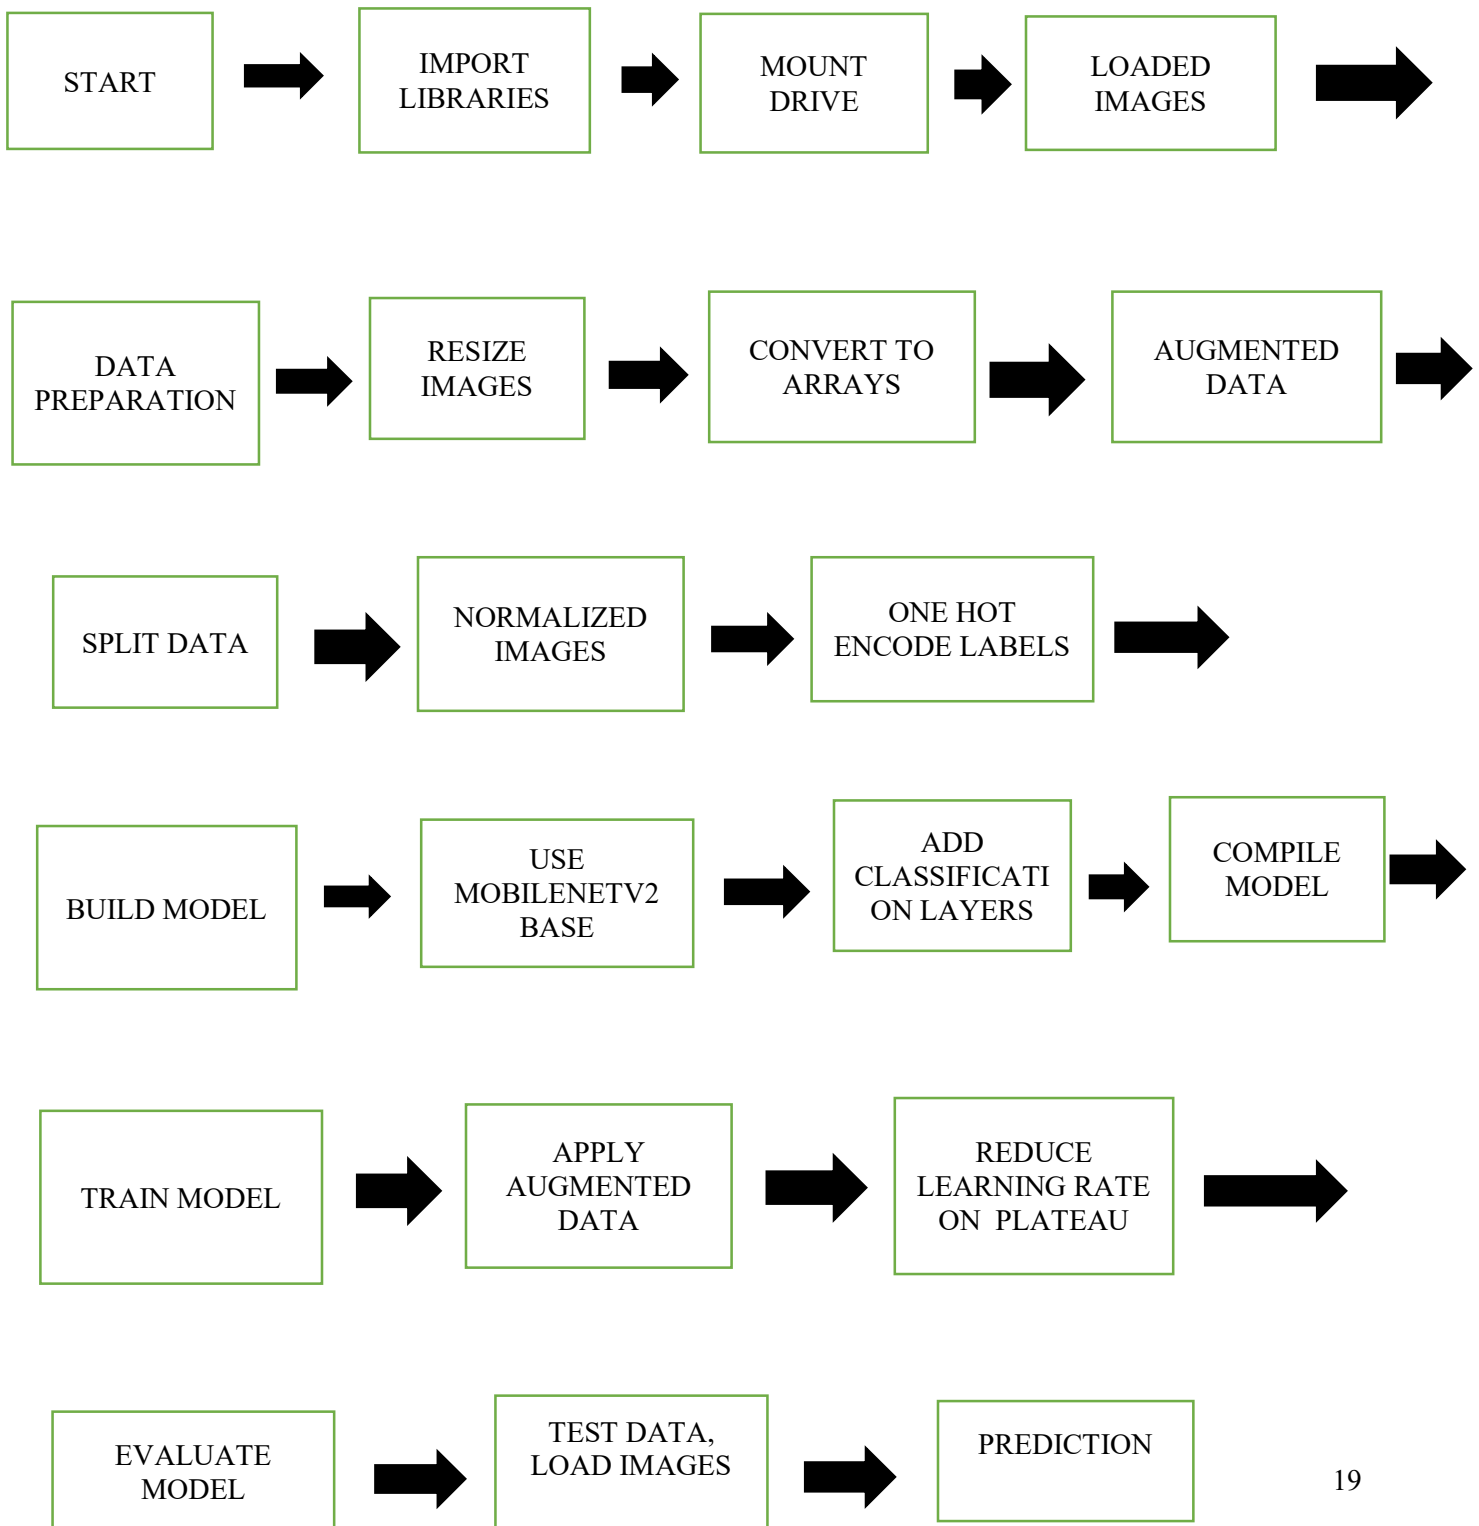 START
IMPORT
LIBRARIES
MOUNT
DRIVE
LOADED
IMAGES
DATA
PREPARATION
RESIZE
IMAGES
CONVERT TO
ARRAYS
AUGMENTED
DATA
SPLIT DATA
NORMALIZED
IMAGES
ONE HOT
ENCODE LABELS
BUILD MODEL
USE
MOBILENETV2
BASE
ADD
CLASSIFICATI
ON LAYERS
COMPILE
MODEL
TRAIN MODEL
APPLY
AUGMENTED
DATA
REDUCE
LEARNING RATE
ON PLATEAU
EVALUATE
MODEL
TEST DATA,
LOAD IMAGES
PREDICTION
19